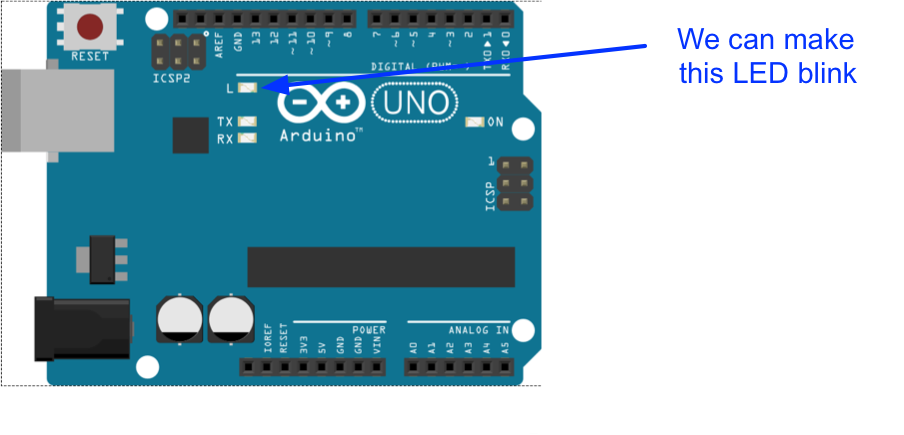 We can make
this LED blink
RESET
ICSP2
AREF
GND
13
12
~11
~10
~9
8
7
~6
~5
4
~3
2
TXD ▶ 1
RXD ◀ 0
DIGITAL (PWM ~)
L
TX
RX
UNO
Arduino™
ON
1
ICSP
IOREF
RESET
3V3
5V
GND
GND
VIN
POWER
A0
A1
A2
A3
A4
A5
ANALOG IN